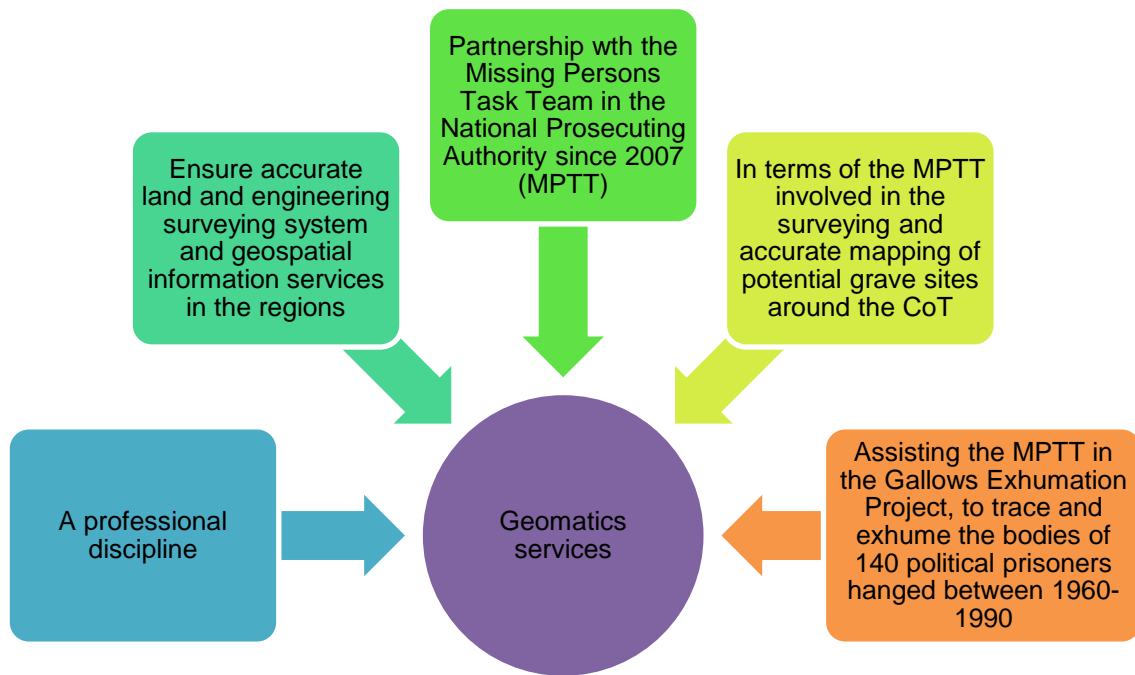 A professional
discipline
Ensure accurate
land and engineering
surveying system
and geospatial
information services
in the regions
Partnership wth the
Missing Persons
Task Team in the
National Prosecuting
Authority since 2007
(MPTT)
In terms of the MPTT
involved in the
surveying and
accurate mapping of
potential grave sites
around the CoT
Assisting the MPTT in
the Gallows Exhumation
Project, to trace and
exhume the bodies of
140 political prisoners
hanged between 1960-
1990
Geomatics
services